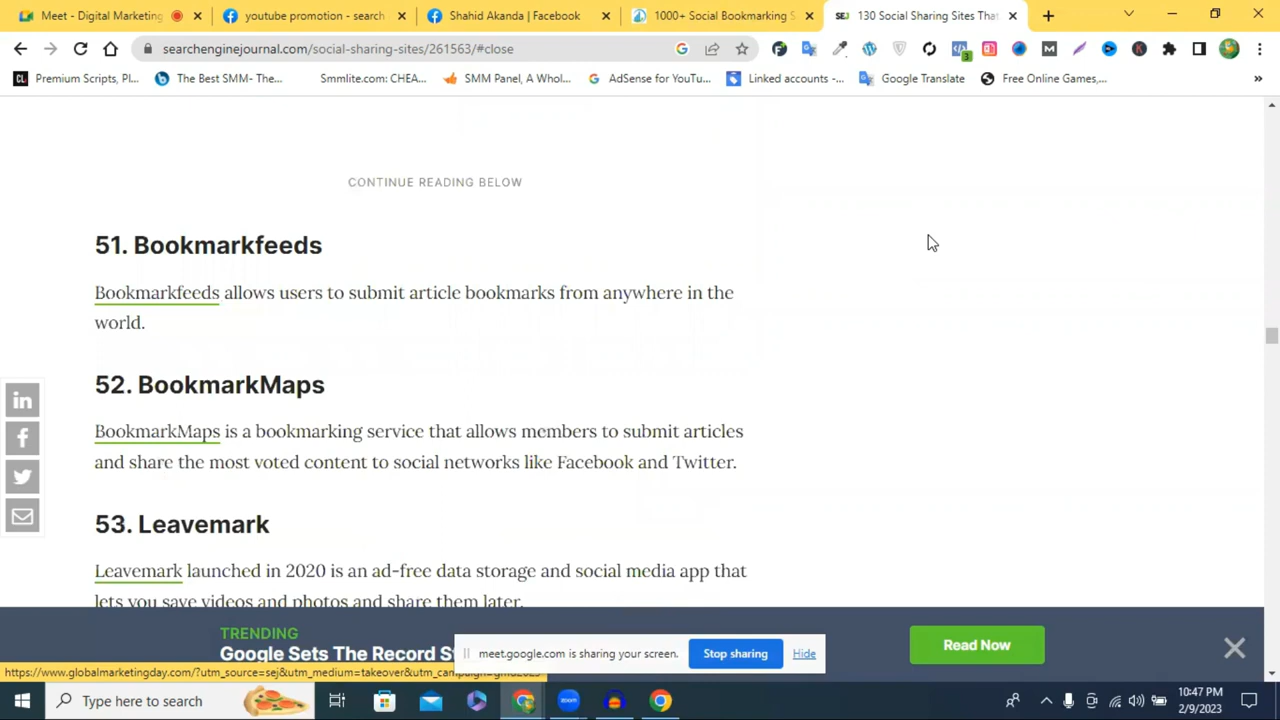 Meet - Digital Marketing
youtube promotion - search
Shahid Akanda | Facebook
1000+ Social Bookmarking S
SEJ 130 Social Sharing Sites That
searchenginejournal.com/social-sharing-sites/261563/#close
Premium Scripts, Pl...
The Best SMM- The...
Smmlite.com: CHEA...
SMM Panel, A Whol...
AdSense for YouTu...
Linked accounts -...
Google Translate
Free Online Games,...
CONTINUE READING BELOW
51. Bookmarkfeeds
Bookmarkfeeds allows users to submit article bookmarks from anywhere in the
world.
52. BookmarkMaps
BookmarkMaps is a bookmarking service that allows members to submit articles
and share the most voted content to social networks like Facebook and Twitter.
53. Leavemark
Leavemark launched in 2020 is an ad-free data storage and social media app that
lets you save videos and photos and share them later.
TRENDING
Google Sets The Record
Read Now
meet.google.com is sharing your screen.
Stop sharing
Hide
https://www.globalmarketingday.com/?utm_source=sej&utm_medium=takeover&utm_campaign=gmd2023
Type here to search
10:47 PM
2/9/2023